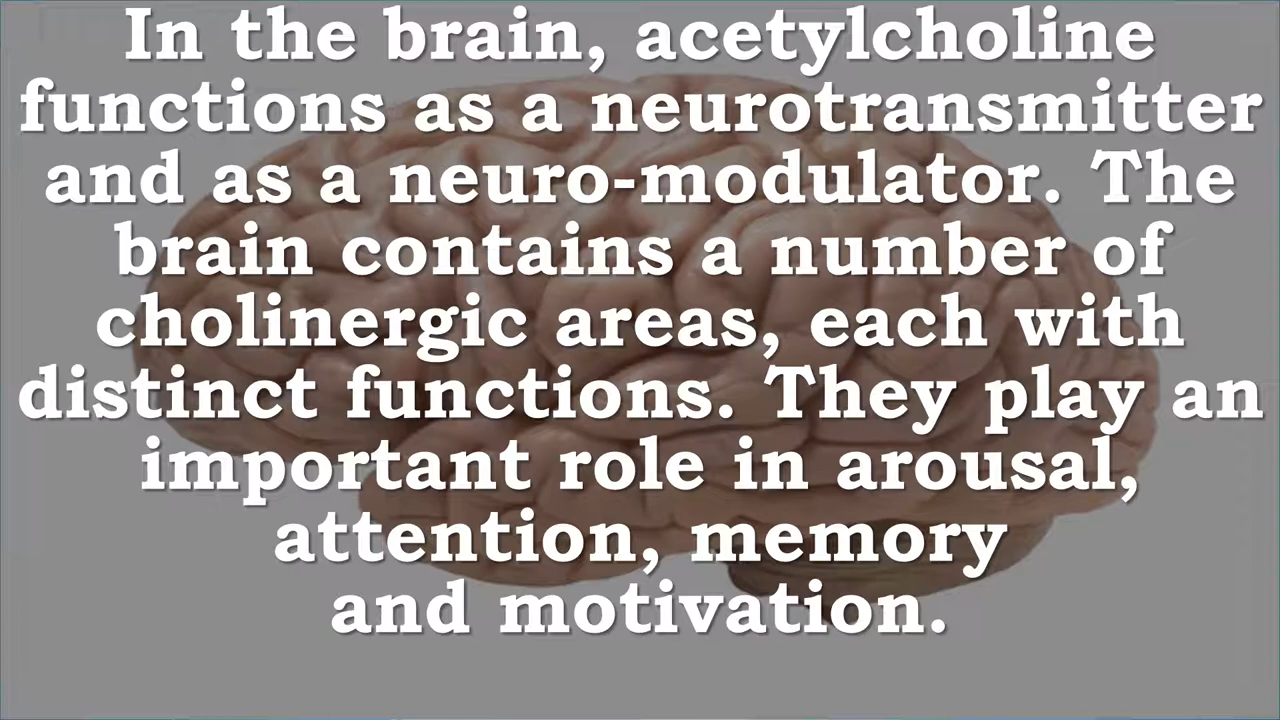 In the brain, acetylcholine
functions as a neurotransmitter
and as a neuro-modulator. The
brain contains a number of
cholinergic areas, each with
distinct functions. They play an
important role in arousal,
attention, memory
and motivation.